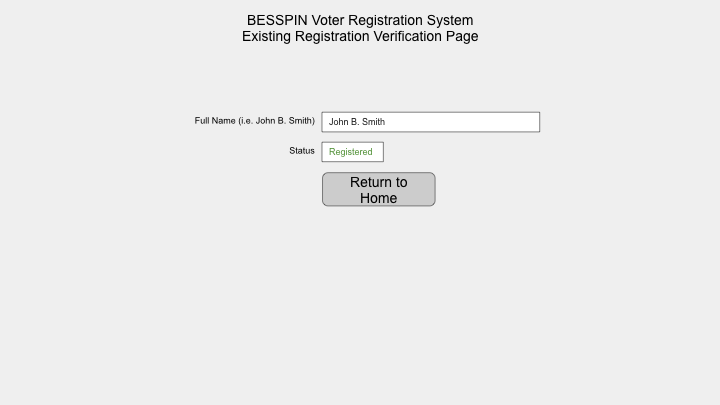 BESSPIN Voter Registration System
Existing Registration Verification Page
Full Name (i.e. John B. Smith)
John B. Smith
Status
Registered
Return to
Home